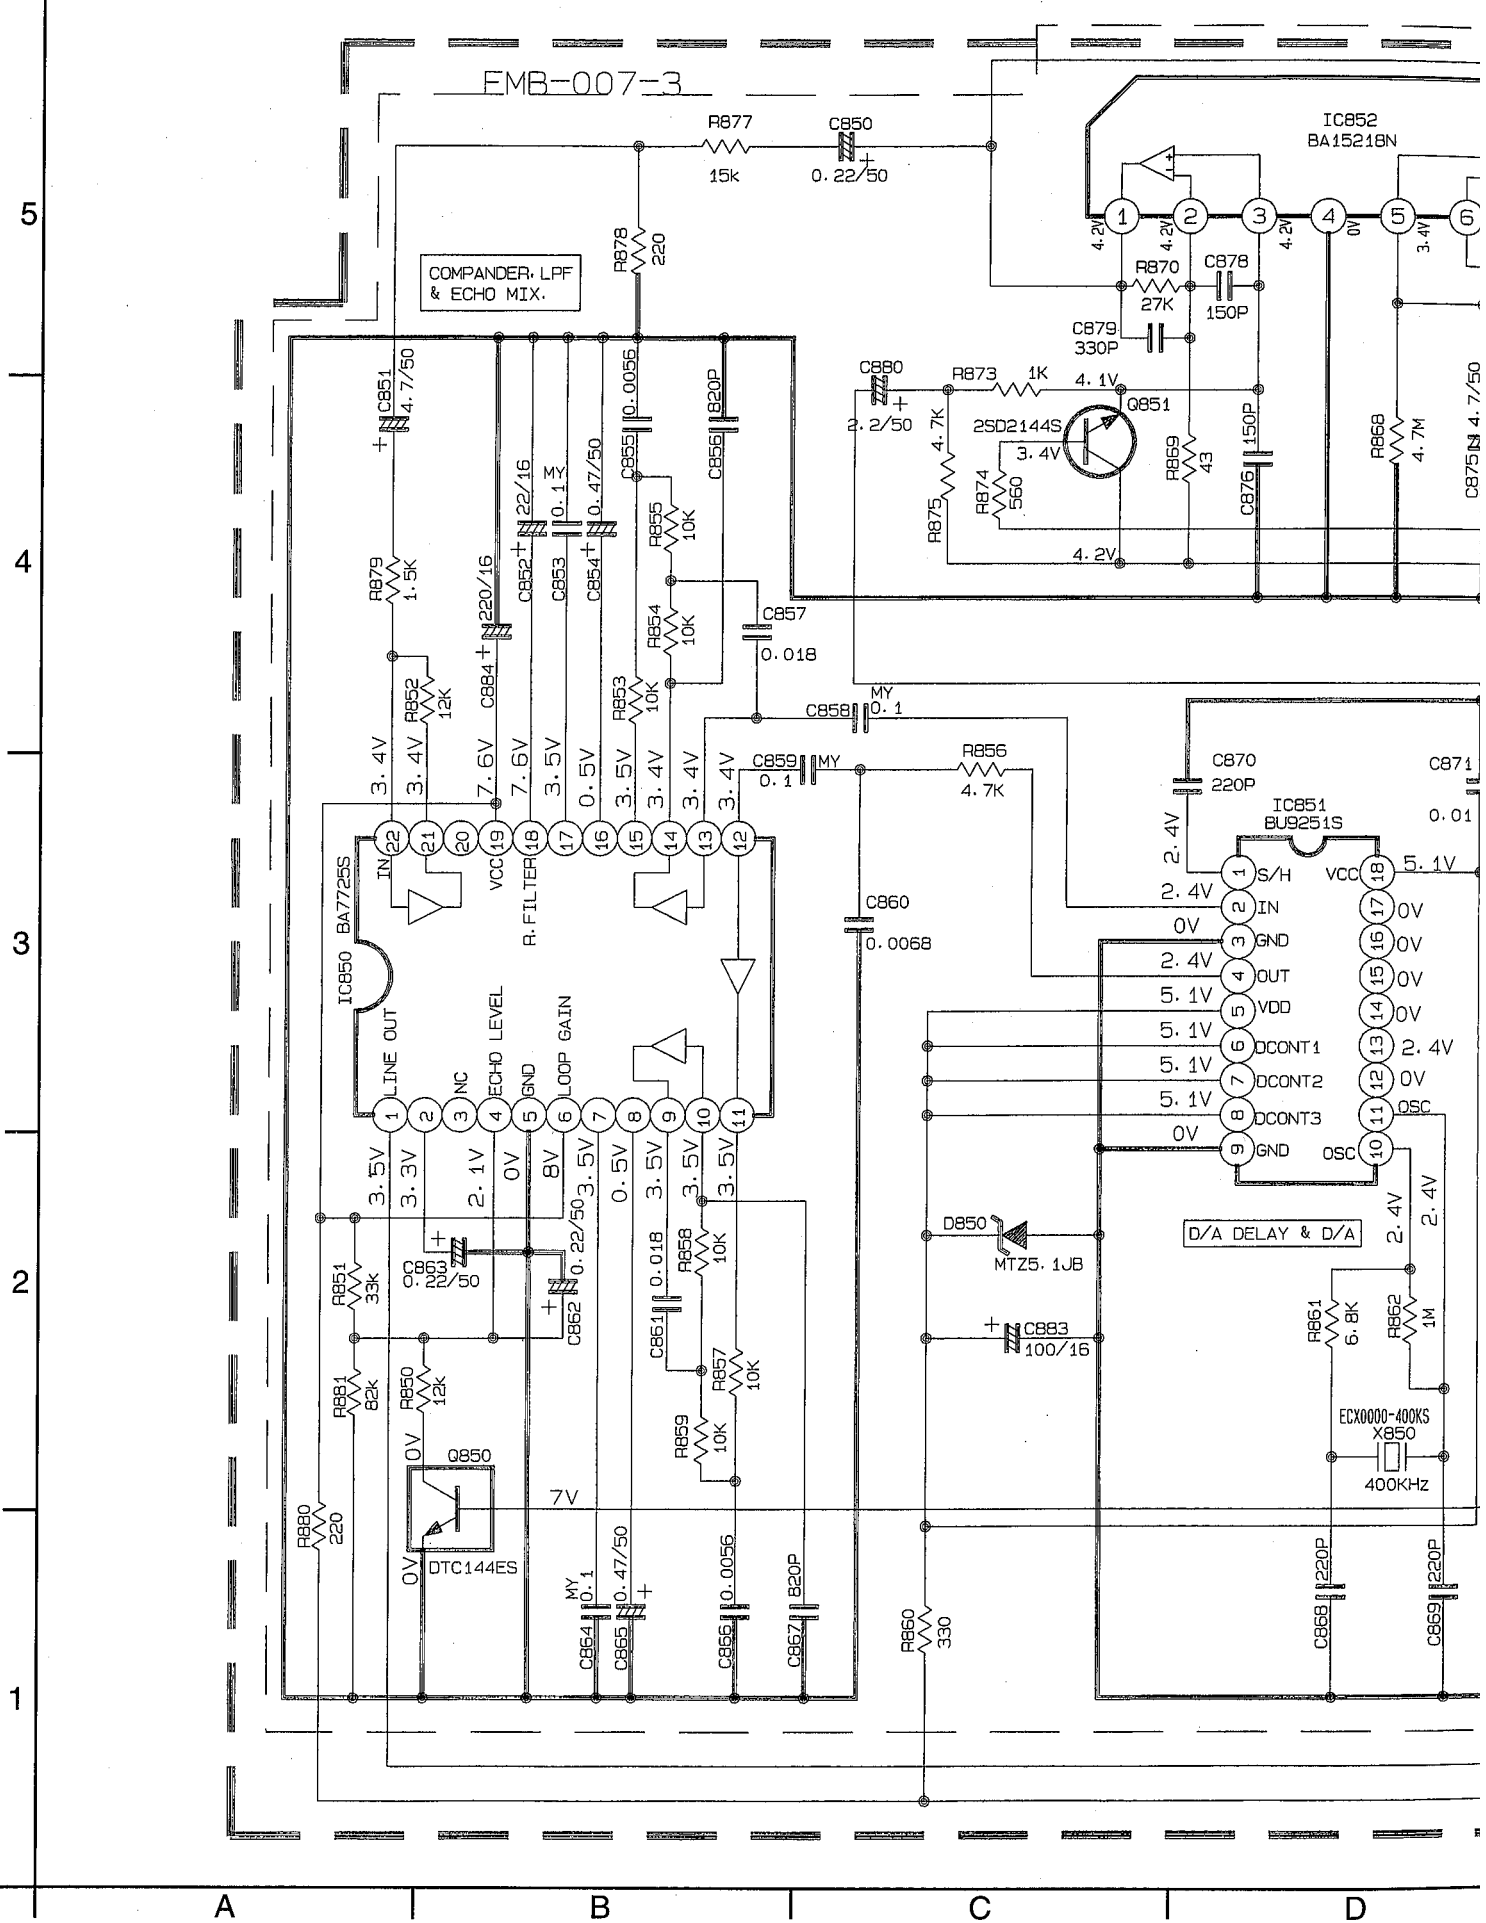 EMB-007-3
R877
15k
C850
+
0.22/50
IC852
BA15218N
5
4
3
2
1
1
2
3
4
5
6
4.2V
4.2V
4.2V
0V
3.4V
R878
220
COMPANDER, LPF
& ECHO MIX.
R870
27K
C878
150P
C879
330P
C851
4.7/50
+
C855
0.0056
C856
820P
C880
+
2.2/50
R873
1K
4.1V
Q851
2SD2144S
3.4V
4.7K
R875
R874
560
4.2V
R869
43
C876
150P
R868
4.7M
C875
4.7/50
R879
1.5K
C884
220/16
+
C852
22/16
+
C853
0.1
MY
C854
0.47/50
+
R855
10K
R854
10K
R853
10K
C857
0.018
R852
12K
C858
MY
0.1
C859
0.1
MY
R856
4.7K
C870
220P
C871
0.01
3.4V
3.4V
7.6V
7.6V
3.5V
0.5V
3.5V
3.4V
3.4V
3.4V
22
21
20
19
18
17
16
15
14
13
12
IN
VCC
R.FILTER
IC850
BA7725S
LINE OUT
NC
ECHO LEVEL
GND
LOOP GAIN
1
2
3
4
5
6
7
8
9
10
11
3.5V
3.3V
2.1V
0V
8V
3.5V
0.5V
3.5V
3.5V
3.5V
C860
0.0068
IC851
BU9251S
2.4V
1
S/H
VCC
18
5.1V
2.4V
2
IN
17
0V
0V
3
GND
16
0V
2.4V
4
OUT
15
0V
5.1V
5
VDD
14
0V
5.1V
6
DCONT1
13
2.4V
5.1V
7
DCONT2
12
0V
5.1V
8
DCONT3
11
OSC
0V
9
GND
OSC
10
2.4V
2.4V
D/A DELAY & D/A
+
C863
0.22/50
+
C862
0.22/50
R851
33k
R881
82k
R850
12k
C861
0.018
R858
10K
R857
10K
R859
10K
D850
MTZ5.1JB
+
C883
100/16
R861
6.8K
R862
1M
ECX0000-400KS
X850
400KHz
0V
Q850
7V
0V
DTC144ES
R880
220
C864
MY
0.1
C865
0.47/50
+
C866
0.0056
C867
820P
R860
330
C868
220P
C869
220P
A
B
C
D